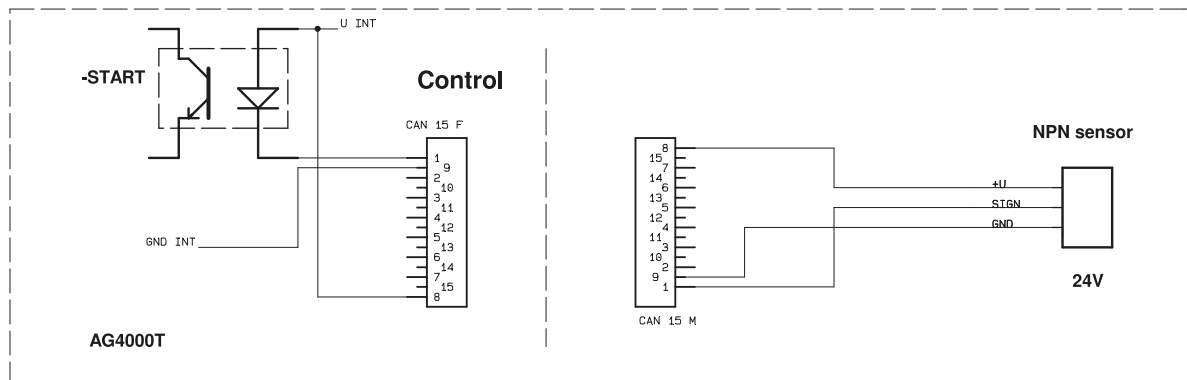 U INT
-START
Control
CAN 15 F
1
9
2
10
3
11
4
12
5
13
6
14
7
15
8
GND INT
AG4000T
8
15
7
14
6
13
5
12
4
11
3
10
2
9
1
CAN 15 M
NPN sensor
+U
SIGN
GND
24V